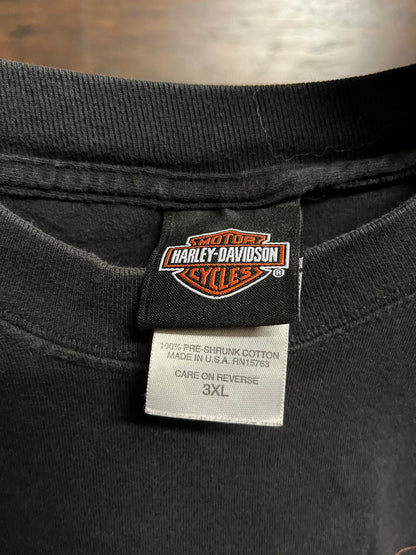 MOTOR
HARLEY-DAVIDSON
CYCLES ®
100% PRE-SHRUNK COTTON
MADE IN U.S.A. RN15763
CARE ON REVERSE
3XL